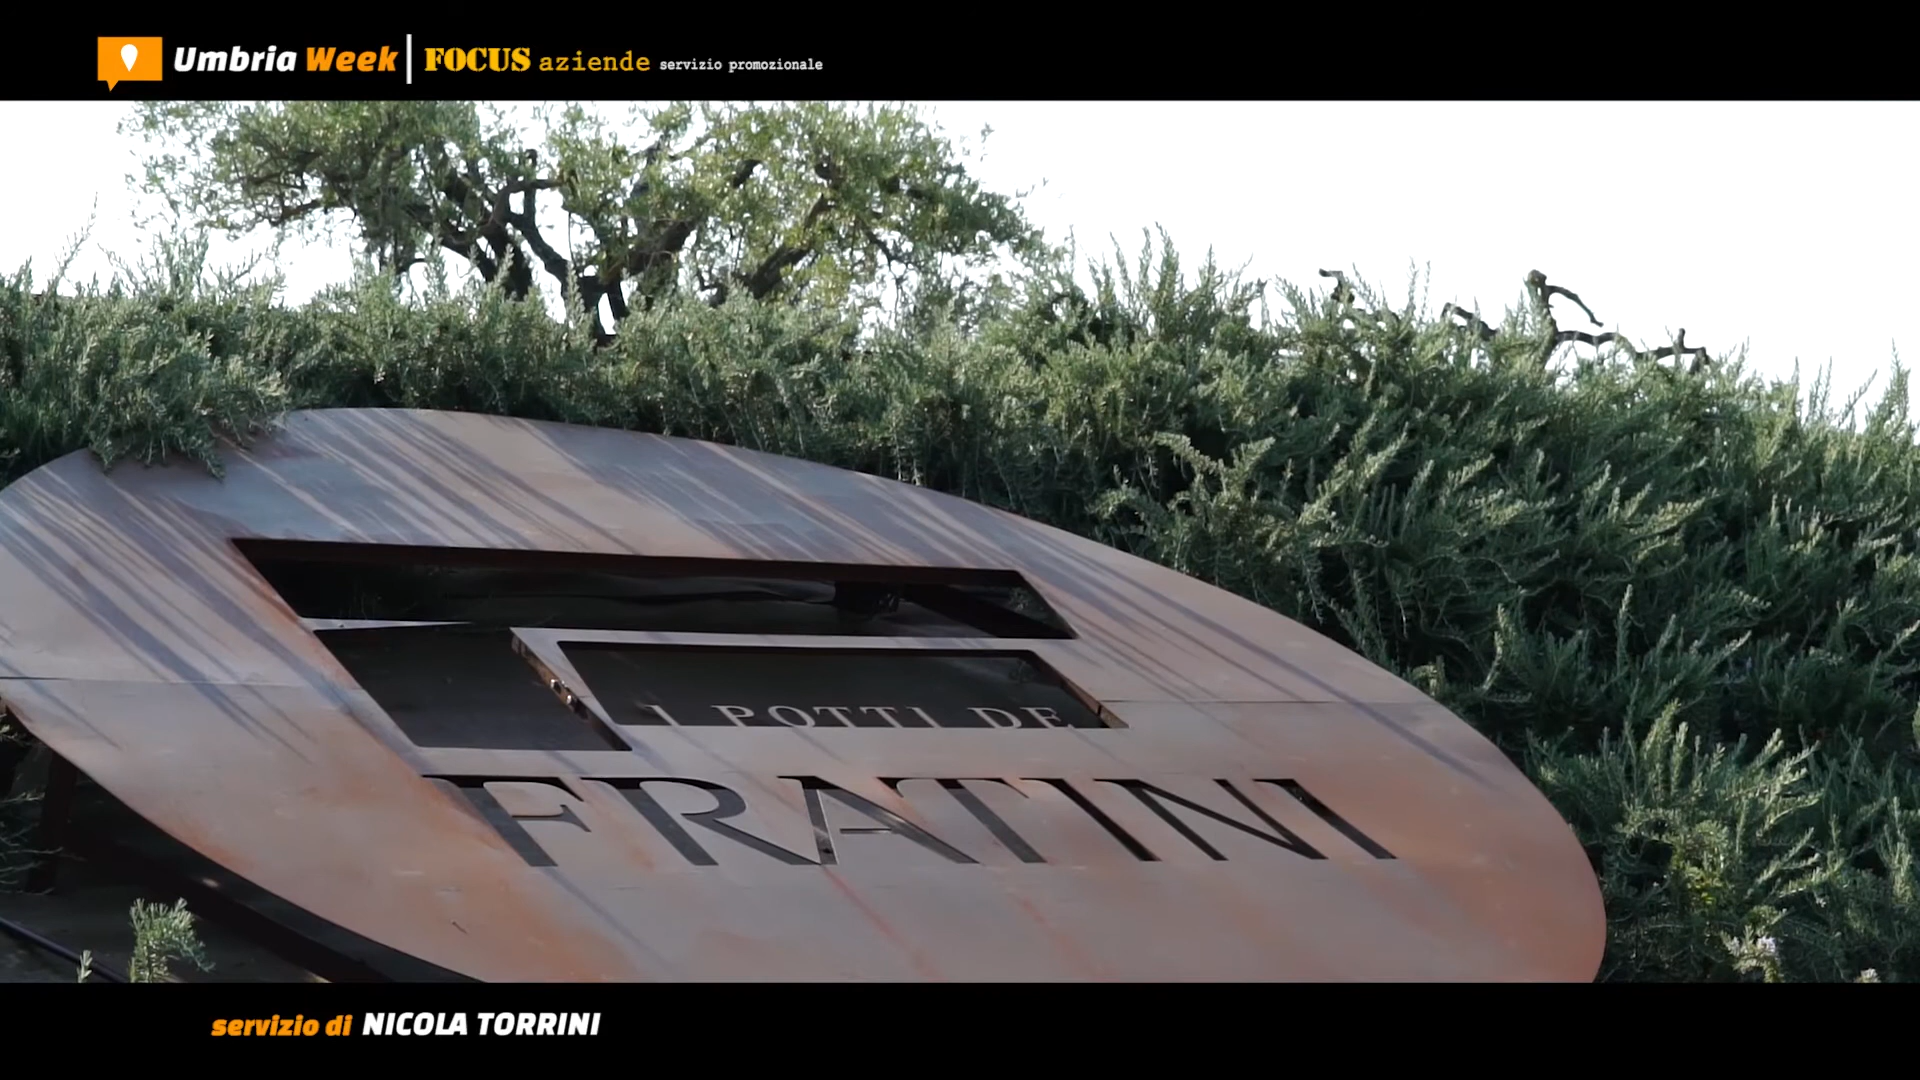 Umbria Week | FOCUS aziende servizio promozionale
I POTTI DE
FRATINI
servizio di NICOLA TORRINI